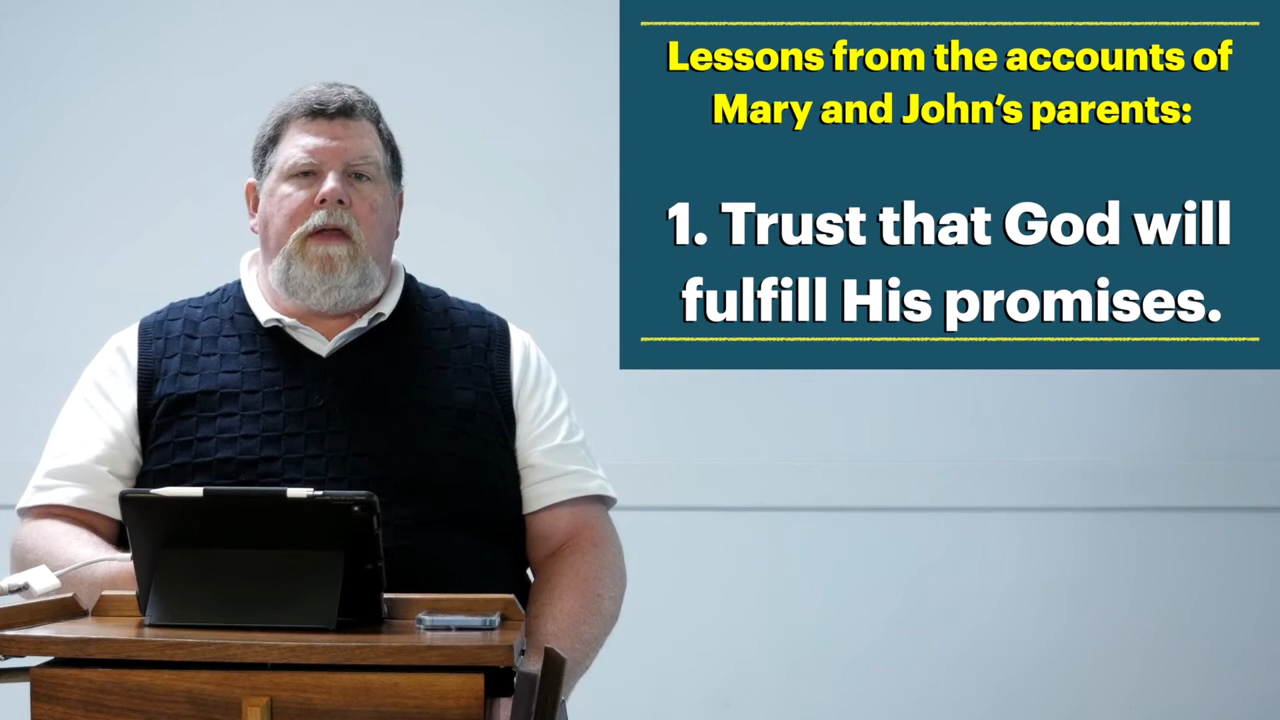 Lessons from the accounts of
Mary and John’s parents:
1. Trust that God will
fulfill His promises.